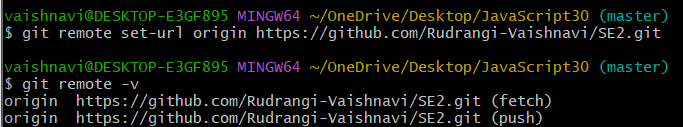 vaishnavi@DESKTOP-E3GF895 MINGW64 ~/OneDrive/Desktop/JavaScript30 (master)
$ git remote set-url origin https://github.com/Rudrangi-Vaishnavi/SE2.git
vaishnavi@DESKTOP-E3GF895 MINGW64 ~/OneDrive/Desktop/JavaScript30 (master)
$ git remote -v
origin  https://github.com/Rudrangi-Vaishnavi/SE2.git (fetch)
origin  https://github.com/Rudrangi-Vaishnavi/SE2.git (push)